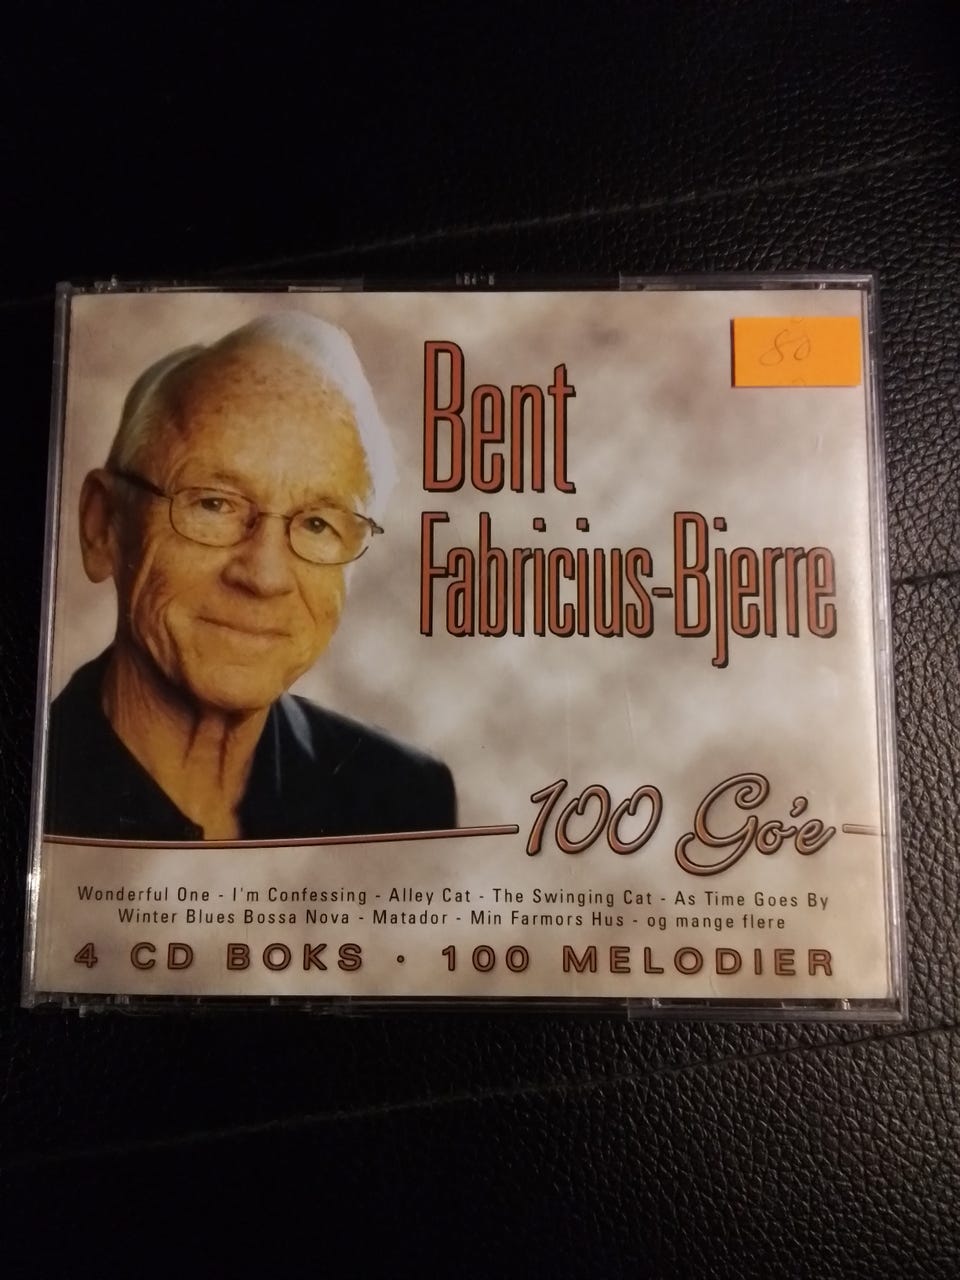 80
Bent
Fabricius-Bjerre
100 Go'e
Wonderful One - I'm Confessing - Alley Cat - The Swinging Cat - As Time Goes By
Winter Blues Bossa Nova - Matador - Min Farmors Hus - og mange flere
4 CD BOKS · 100 MELODIER